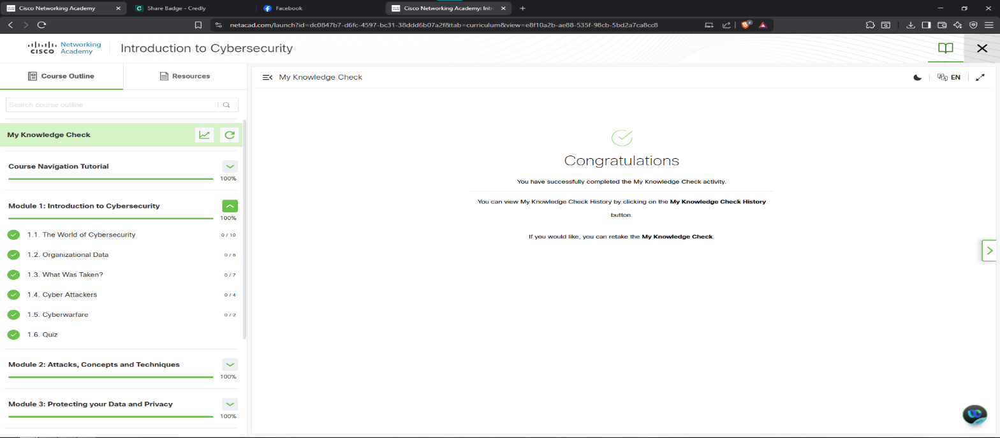 Cisco Networking Academy
Share Badge - Credly
Facebook
Cisco Networking Academy: Intr
netacad.com/launch?id=dc0847b7-d6fc-4597-bc31-38ddd6b07a2f&tab=curriculum&view=e8f10a2b-ae88-535f-98cb-5bd2a7ca8cc8
CISCO Networking Academy
Introduction to Cybersecurity
Course Outline
Resources
Search course outline
My Knowledge Check
Course Navigation Tutorial
100%
Module 1: Introduction to Cybersecurity
100%
1.1. The World of Cybersecurity 0 / 10
1.2. Organizational Data 0 / 6
1.3. What Was Taken? 0 / 7
1.4. Cyber Attackers 0 / 4
1.5. Cyberwarfare 0 / 2
1.6. Quiz
Module 2: Attacks, Concepts and Techniques
100%
Module 3: Protecting your Data and Privacy
100%
My Knowledge Check
EN
Congratulations
You have successfully completed the My Knowledge Check activity.
You can view My Knowledge Check History by clicking on the My Knowledge Check History
button.
If you would like, you can retake the My Knowledge Check.